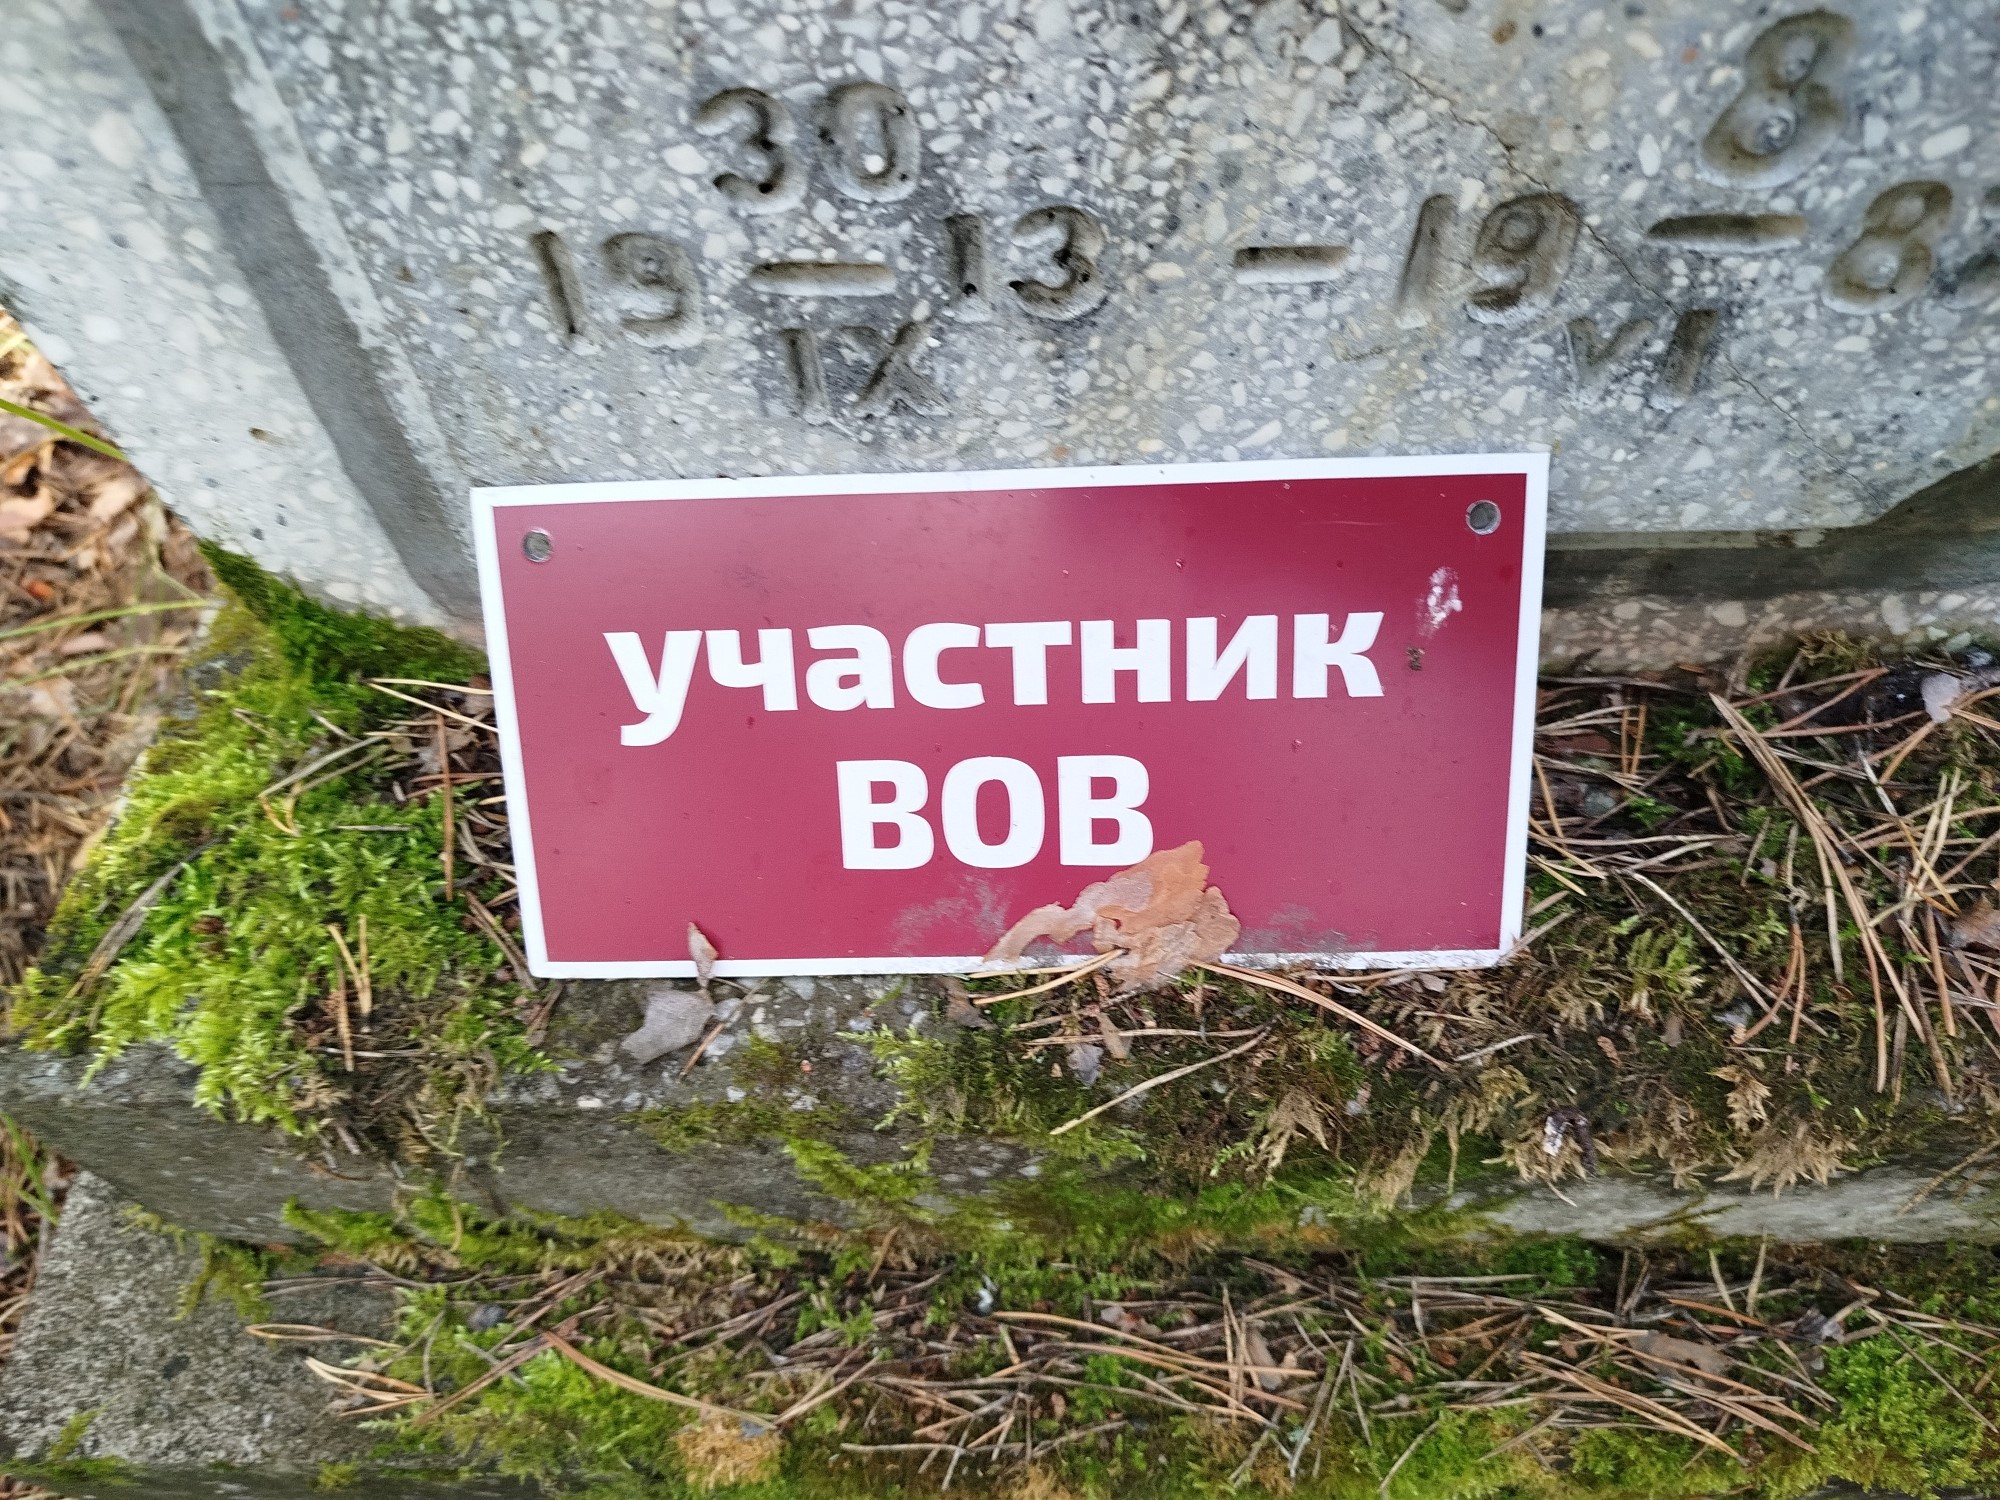 30 8
19 – 13 – 19 – 8
IX VI
участник
ВОВ